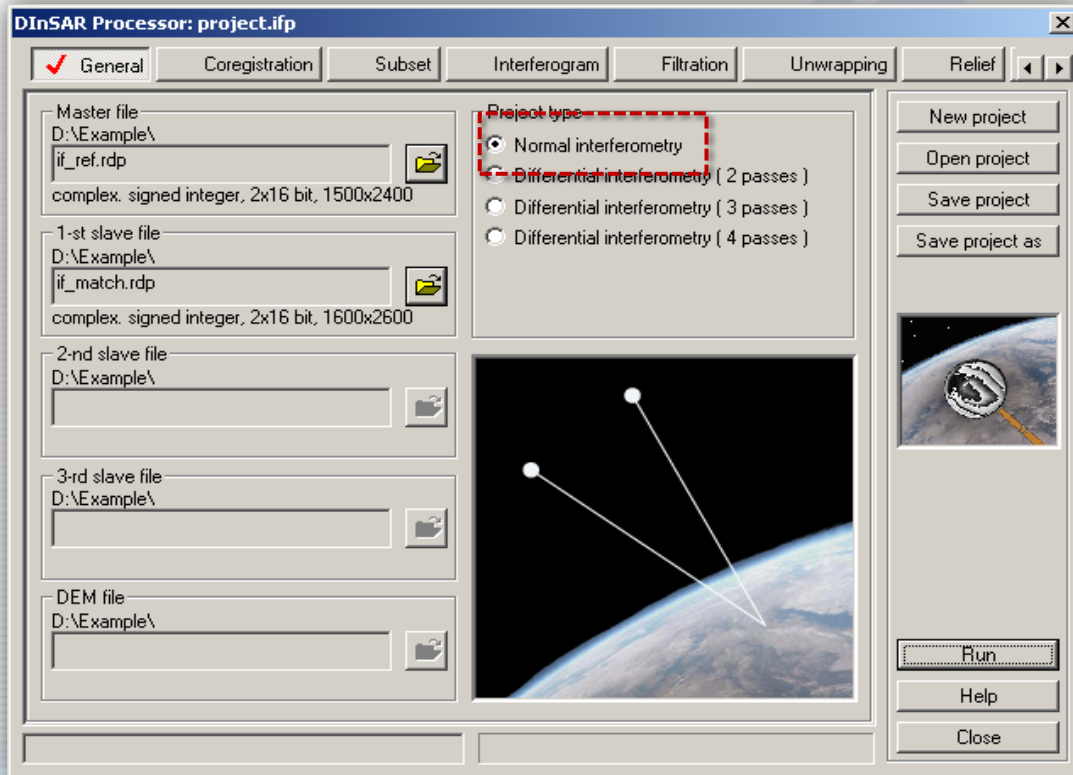 DInSAR Processor: project.ifp
General
Coregistration
Subset
Interferogram
Filtration
Unwrapping
Relief
Master file
D:\Example\
if_ref.rdp
complex. signed integer, 2x16 bit, 1500x2400
1-st slave file
D:\Example\
if_match.rdp
complex. signed integer, 2x16 bit, 1600x2600
2-nd slave file
D:\Example\
3-rd slave file
D:\Example\
DEM file
D:\Example\
Project type
Normal interferometry
Differential interferometry ( 2 passes )
Differential interferometry ( 3 passes )
Differential interferometry ( 4 passes )
New project
Open project
Save project
Save project as
Run
Help
Close